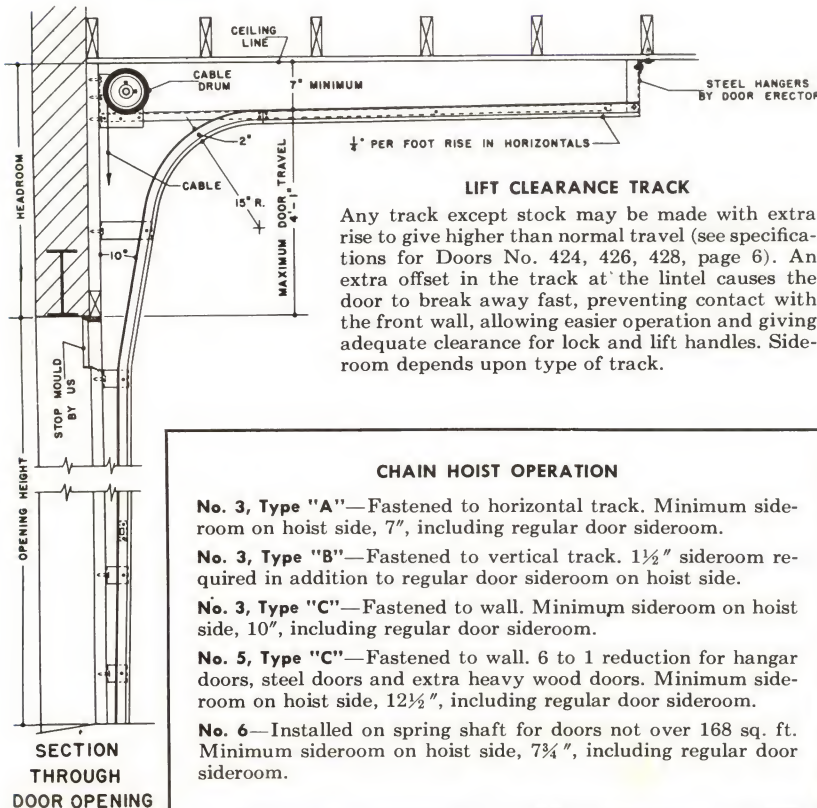 CEILING
LINE
CABLE
DRUM
7" MINIMUM
STEEL HANGERS
BY DOOR ERECTOR
2"
¼" PER FOOT RISE IN HORIZONTALS
HEADROOM
CABLE
15" R.
MAXIMUM DOOR TRAVEL
4'-1"
10°
STOP MOULD
BY US
OPENING HEIGHT
SECTION
THROUGH
DOOR OPENING
LIFT CLEARANCE TRACK
Any track except stock may be made with extra
rise to give higher than normal travel (see specifica-
tions for Doors No. 424, 426, 428, page 6). An
extra offset in the track at the lintel causes the
door to break away fast, preventing contact with
the front wall, allowing easier operation and giving
adequate clearance for lock and lift handles. Side-
room depends upon type of track.
CHAIN HOIST OPERATION
No. 3, Type "A"—Fastened to horizontal track. Minimum side-
room on hoist side, 7", including regular door sideroom.
No. 3, Type "B"—Fastened to vertical track. 1½" sideroom re-
quired in addition to regular door sideroom on hoist side.
No. 3, Type "C"—Fastened to wall. Minimum sideroom on hoist
side, 10", including regular door sideroom.
No. 5, Type "C"—Fastened to wall. 6 to 1 reduction for hangar
doors, steel doors and extra heavy wood doors. Minimum side-
room on hoist side, 12½", including regular door sideroom.
No. 6—Installed on spring shaft for doors not over 168 sq. ft.
Minimum sideroom on hoist side, 7¾", including regular door
sideroom.